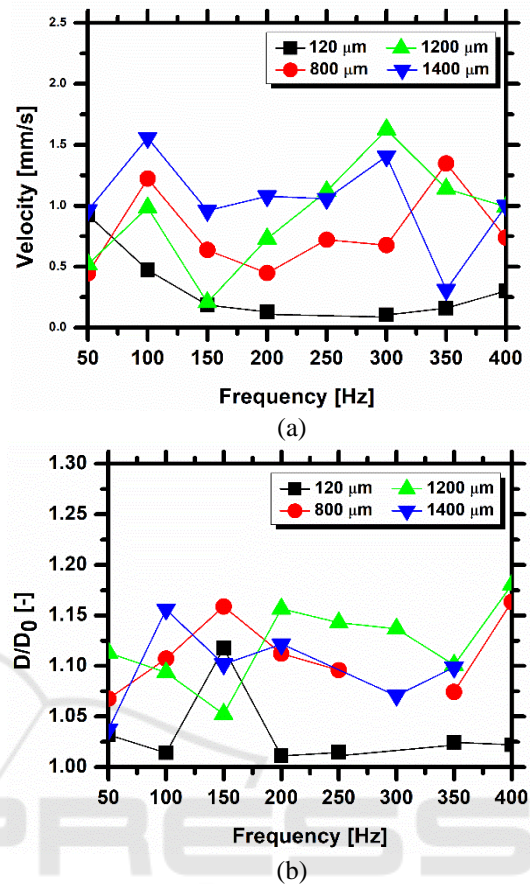 (a)
2.5
2.0
1.5
1.0
0.5
0.0
Velocity [mm/s]
120 μm 1200 μm
800 μm 1400 μm
50 100 150 200 250 300 350 400
Frequency [Hz]
(a)
(b)
1.30
1.25
1.20
1.15
1.10
1.05
1.00
D/D0 [-]
120 μm 1200 μm
800 μm 1400 μm
50 100 150 200 250 300 350 400
Frequency [Hz]
PRESS
(b)